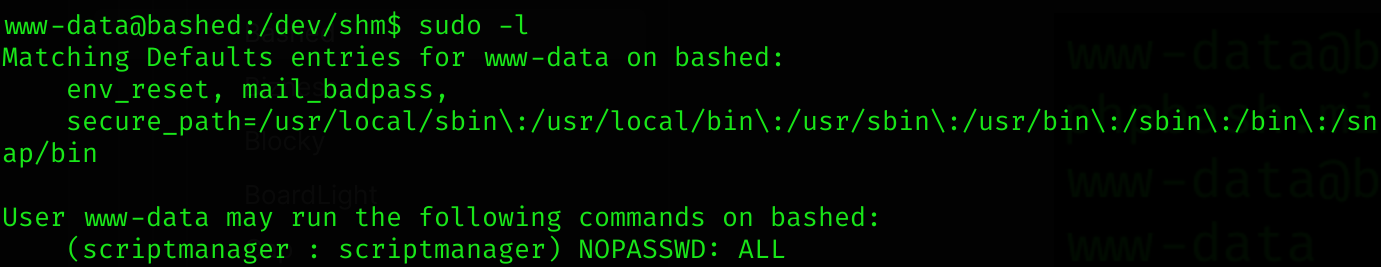 www-data@bashed:/dev/shm$ sudo -l
Matching Defaults entries for www-data on bashed:
    env_reset, mail_badpass,
    secure_path=/usr/local/sbin\:/usr/local/bin\:/usr/sbin\:/usr/bin\:/sbin\:/bin\:/sn
ap/bin
Blocky
BoardLight
User www-data may run the following commands on bashed:
    (scriptmanager : scriptmanager) NOPASSWD: ALL
www-data@b
www-data@b
www-data